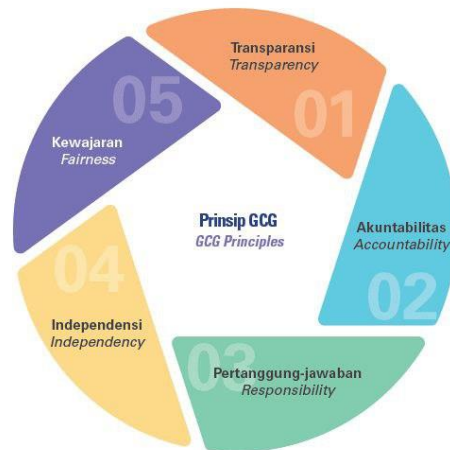 Prinsip GCG
GCG Principles
01
Transparansi
Transparency
02
Akuntabilitas
Accountability
03
Pertanggung-jawaban
Responsibility
04
Independensi
Independency
05
Kewajaran
Fairness